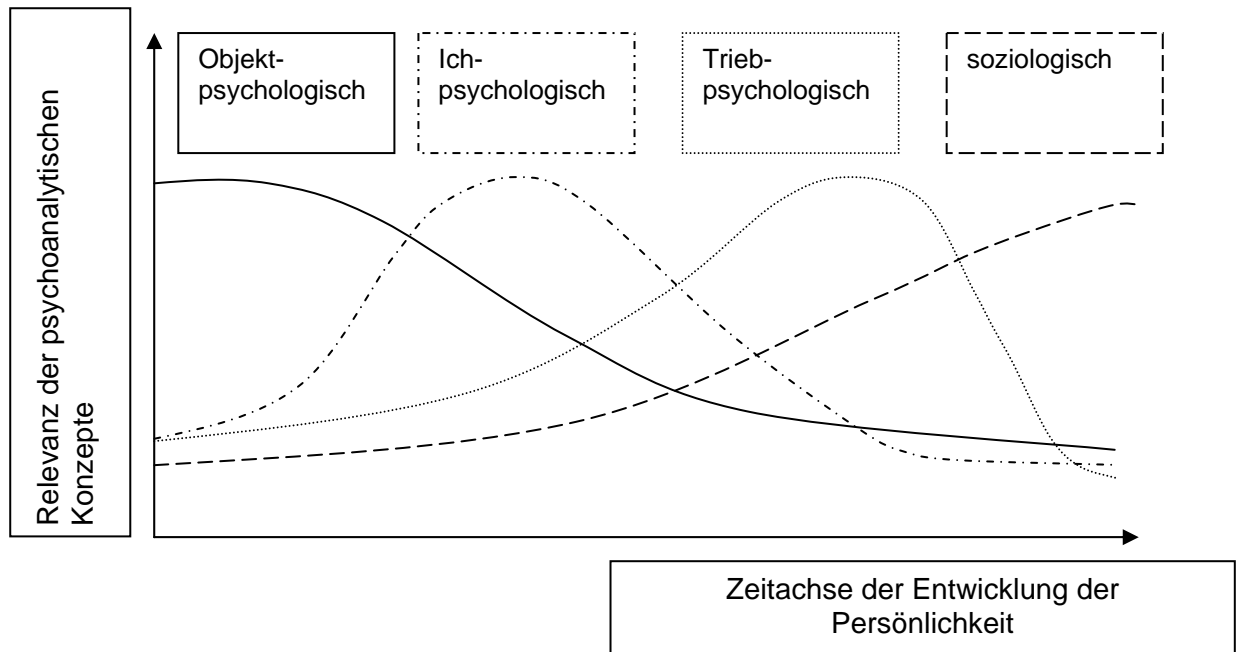 Relevanz der psychoanalytischen
Konzepte
Objekt-
psychologisch
Ich-
psychologisch
Trieb-
psychologisch
soziologisch
Zeitachse der Entwicklung der
Persönlichkeit